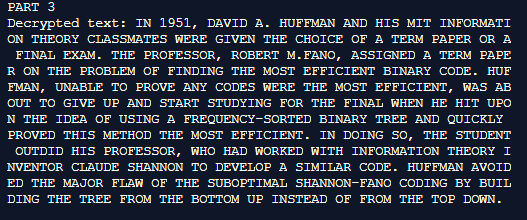 PART 3
Decrypted text: IN 1951, DAVID A. HUFFMAN AND HIS MIT INFORMATI
ON THEORY CLASSMATES WERE GIVEN THE CHOICE OF A TERM PAPER OR A
 FINAL EXAM. THE PROFESSOR, ROBERT M.FANO, ASSIGNED A TERM PAPE
R ON THE PROBLEM OF FINDING THE MOST EFFICIENT BINARY CODE. HUF
FMAN, UNABLE TO PROVE ANY CODES WERE THE MOST EFFICIENT, WAS AB
OUT TO GIVE UP AND START STUDYING FOR THE FINAL WHEN HE HIT UPO
N THE IDEA OF USING A FREQUENCY-SORTED BINARY TREE AND QUICKLY
PROVED THIS METHOD THE MOST EFFICIENT. IN DOING SO, THE STUDENT
 OUTDID HIS PROFESSOR, WHO HAD WORKED WITH INFORMATION THEORY I
NVENTOR CLAUDE SHANNON TO DEVELOP A SIMILAR CODE. HUFFMAN AVOID
ED THE MAJOR FLAW OF THE SUBOPTIMAL SHANNON-FANO CODING BY BUIL
DING THE TREE FROM THE BOTTOM UP INSTEAD OF FROM THE TOP DOWN.